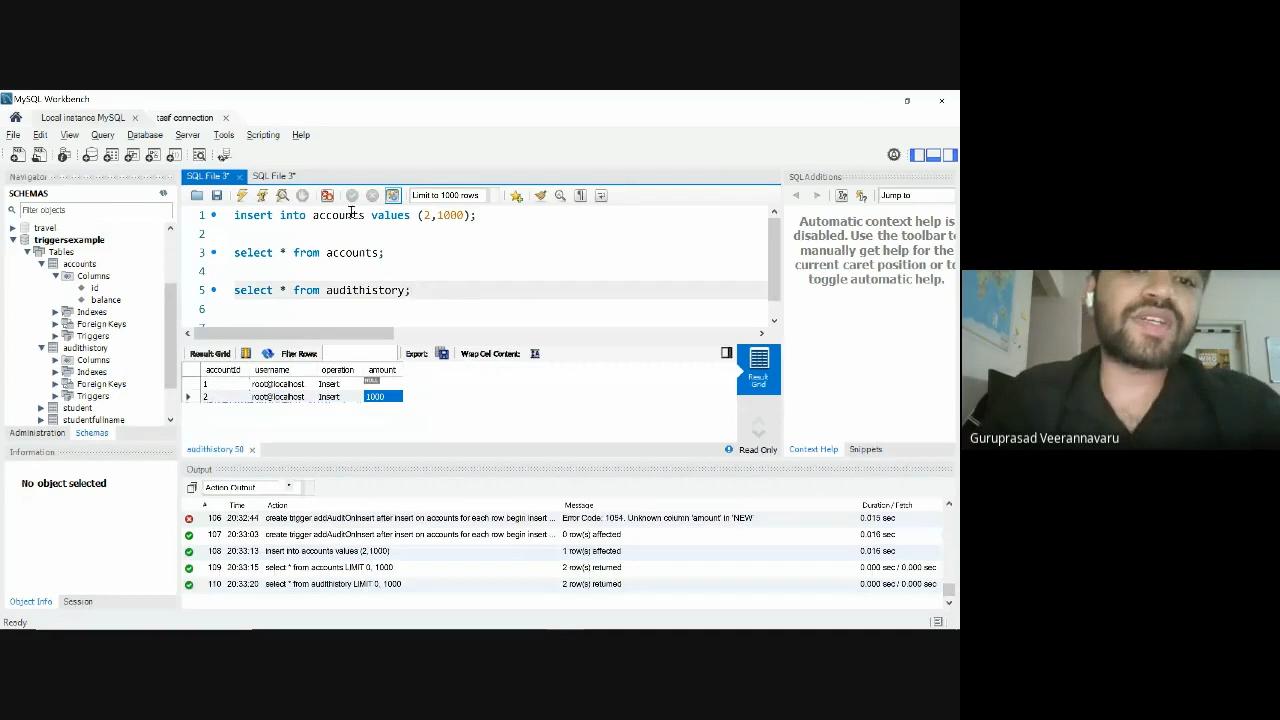 MySQL Workbench
Local instance MySQL
taef connection
File Edit View Query Database Server Tools Scripting Help
Navigator
SCHEMAS
Filter objects
travel
triggersexample
Tables
accounts
Columns
id
balance
Indexes
Foreign Keys
Triggers
audithistory
Columns
Indexes
Foreign Keys
Triggers
student
studentfullname
Administration Schemas
Information
No object selected
Object Info Session
Ready
SQL File 3* SQL File 3*
Limit to 1000 rows
1 insert into accounts values (2,1000);
2
3 select * from accounts;
4
5 select * from audithistory;
6
7
Result Grid Filter Rows: Export: Wrap Cell Content:
accountId username operation amount
1 root@localhost Insert NULL
2 root@localhost Insert 1000
Result Grid
audithistory 50
Read Only
Output
Action Output
Time Action Message Duration / Fetch
106 20:32:44 create trigger addAuditOnInsert after insert on accounts for each row begin insert ... Error Code: 1054. Unknown column 'amount' in 'NEW' 0.015 sec
107 20:33:03 create trigger addAuditOnInsert after insert on accounts for each row begin insert ... 0 row(s) affected 0.016 sec
108 20:33:13 insert into accounts values (2,1000) 1 row(s) affected 0.016 sec
109 20:33:15 select * from accounts LIMIT 0, 1000 2 row(s) returned 0.000 sec / 0.000 sec
110 20:33:20 select * from audithistory LIMIT 0, 1000 2 row(s) returned 0.000 sec / 0.000 sec
SQLAdditions
Jump to
Automatic context help is
disabled. Use the toolbar to
manually get help for the
current caret position or to
toggle automatic help.
Context Help Snippets
WHO
Guruprasad Veerannavaru